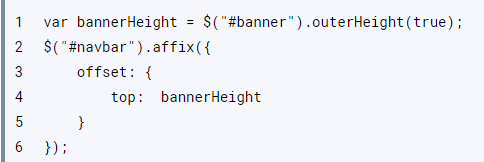 1 var bannerHeight = $("#banner").outerHeight(true);
2 $("#navbar").affix({
3     offset: {
4         top:  bannerHeight
5     }
6 });